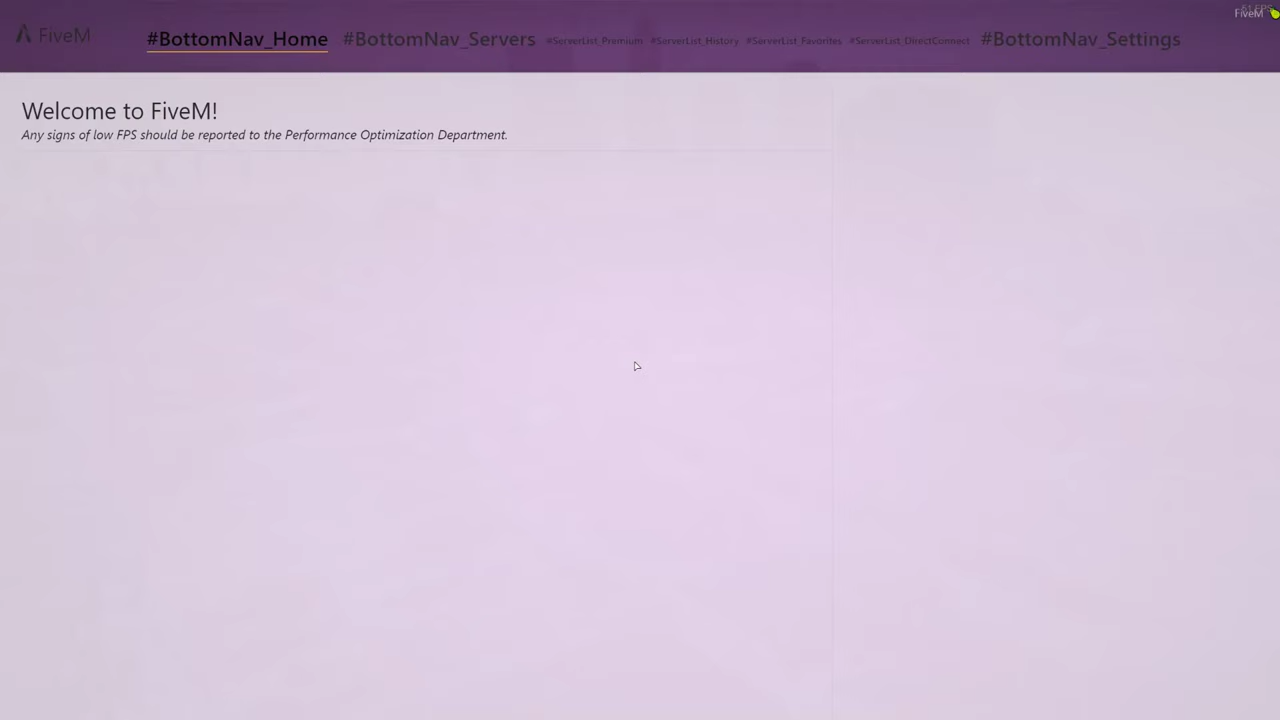 FiveM
FiveM
#BottomNav_Home #BottomNav_Servers #ServerList_Premium #ServerList_History #ServerList_Favorites #ServerList_DirectConnect #BottomNav_Settings
Welcome to FiveM!
Any signs of low FPS should be reported to the Performance Optimization Department.